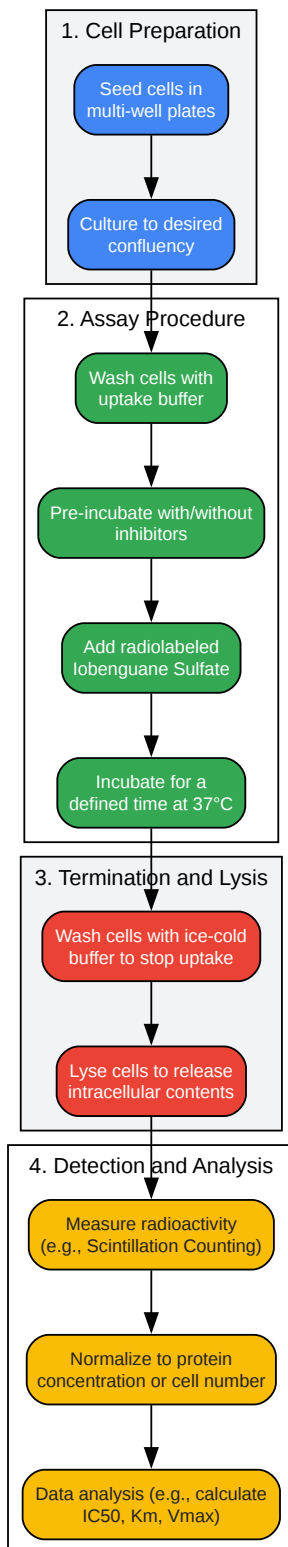 1. Cell Preparation
Seed cells in
multi-well plates
Culture to desired
confluency
2. Assay Procedure
Wash cells with
uptake buffer
Pre-incubate with/without
inhibitors
Add radiolabeled
Iobenguane Sulfate
Incubate for a
defined time at 37°C
3. Termination and Lysis
Wash cells with ice-cold
buffer to stop uptake
Lyse cells to release
intracellular contents
4. Detection and Analysis
Measure radioactivity
(e.g., Scintillation Counting)
Normalize to protein
concentration or cell number
Data analysis (e.g., calculate
IC50, Km, Vmax)